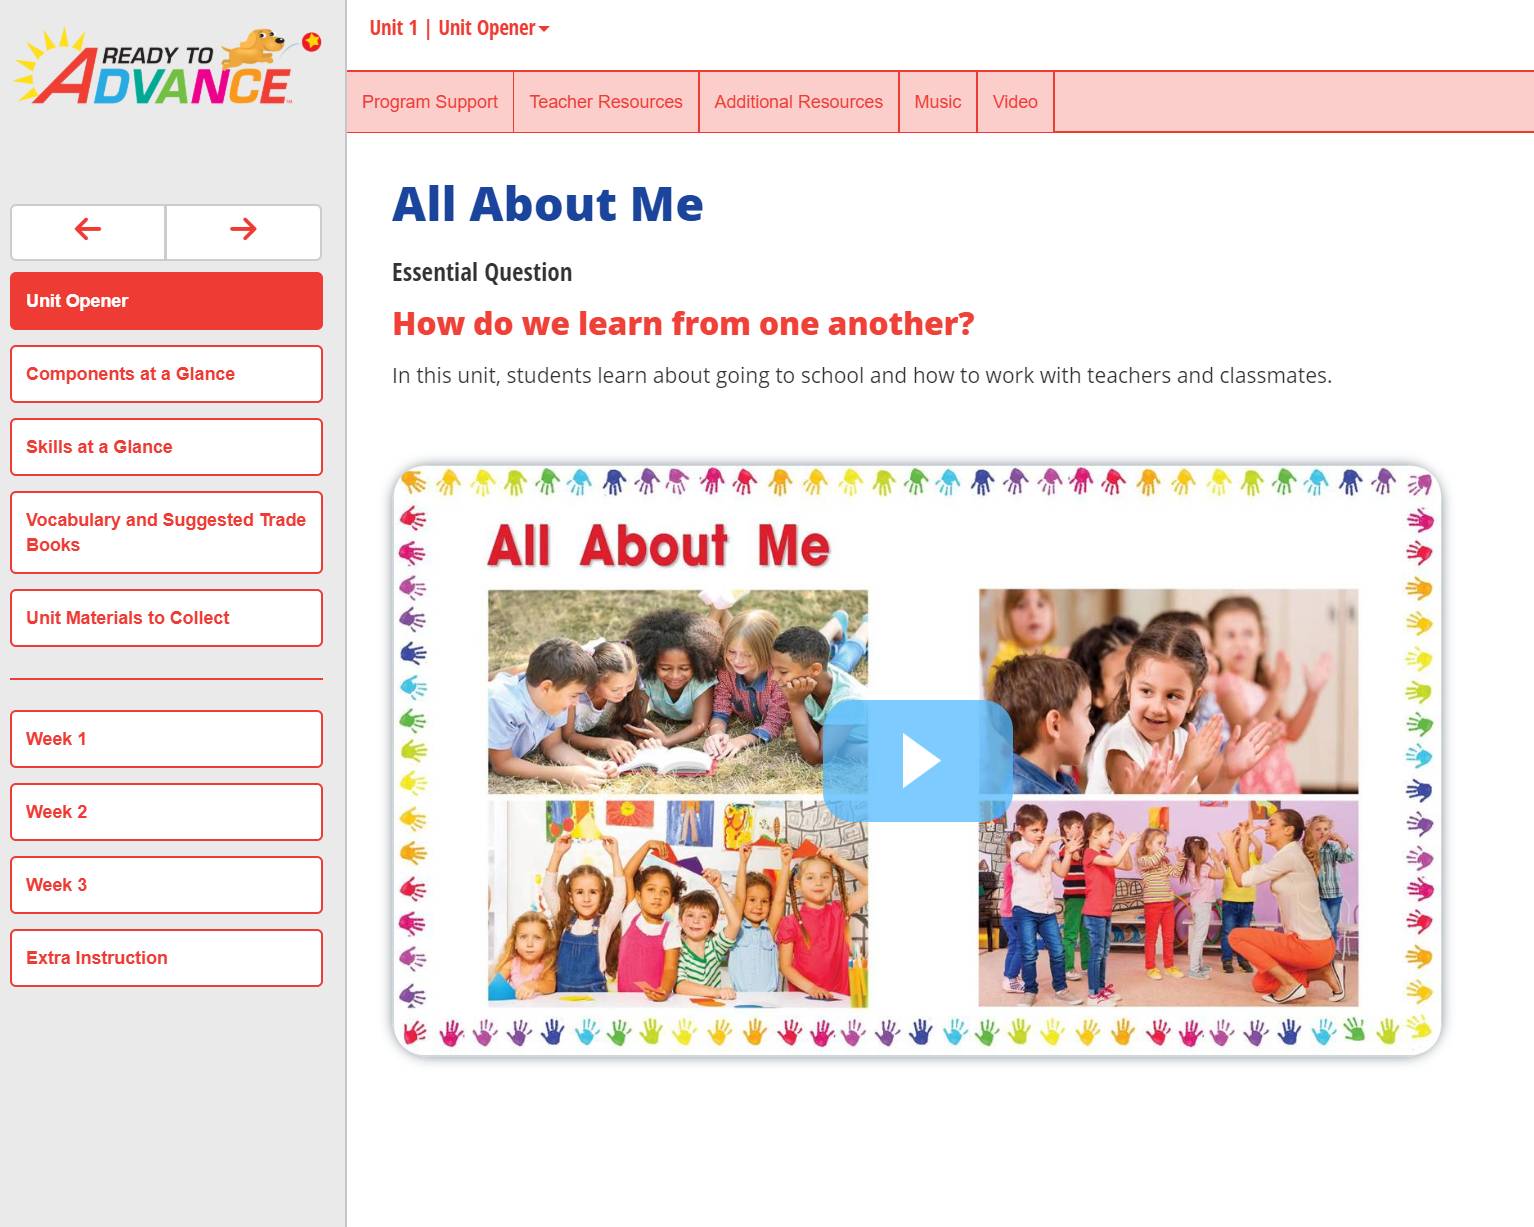 READY TO
ADVANCE
Unit 1 | Unit Opener
Program Support
Teacher Resources
Additional Resources
Music
Video
Unit Opener
Components at a Glance
Skills at a Glance
Vocabulary and Suggested Trade
Books
Unit Materials to Collect
Week 1
Week 2
Week 3
Extra Instruction
All About Me
Essential Question
How do we learn from one another?
In this unit, students learn about going to school and how to work with teachers and classmates.
All About Me